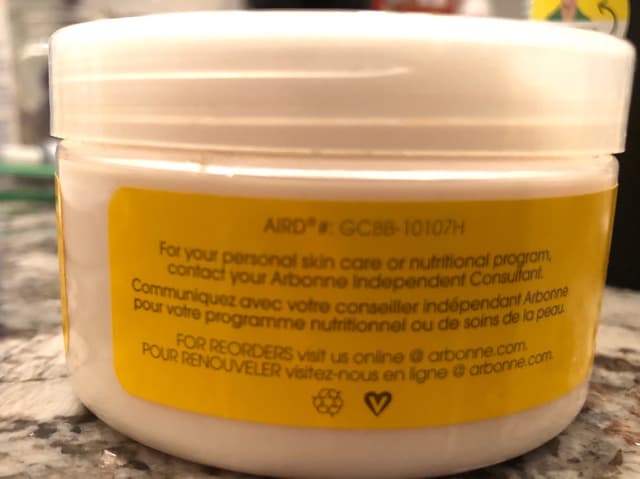 AIRD® #: GCBB-10107H
For your personal skin care or nutritional program,
contact your Arbonne Independent Consultant.
Communiquez avec votre conseiller indépendant Arbonne
pour votre programme nutritionnel ou de soins de la peau.
FOR REORDERS visit us online @ arbonne.com.
POUR RENOUVELER visitez-nous en ligne @ arbonne.com.